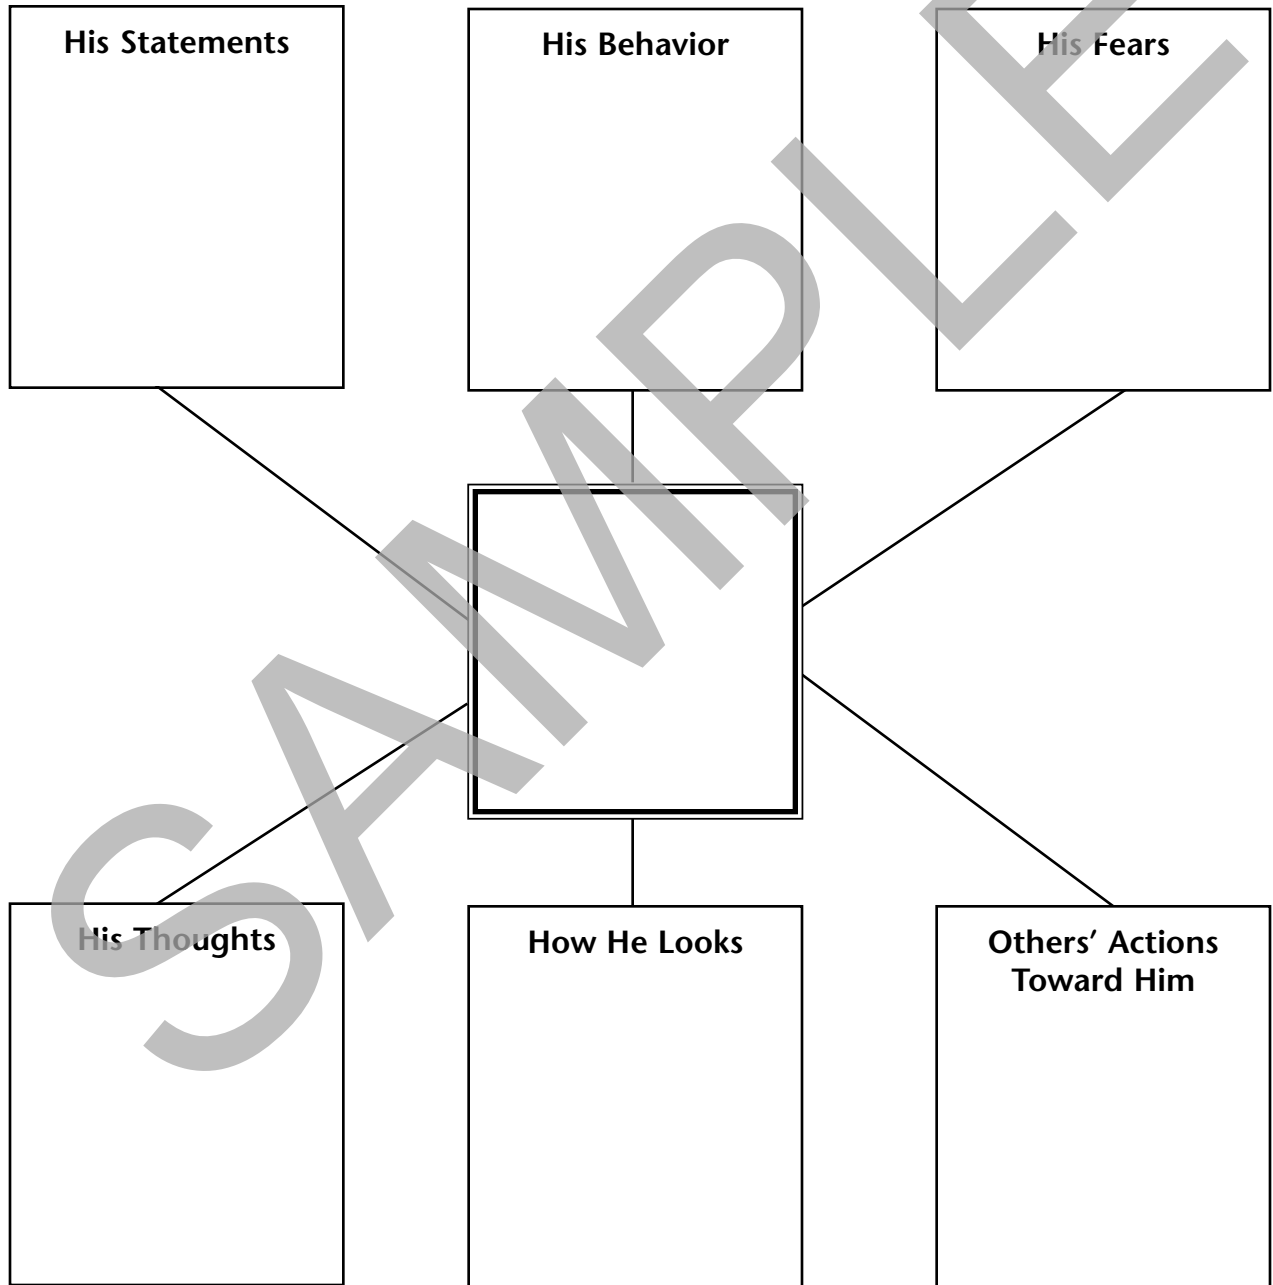 His Statements
His Behavior
His Fears
His Thoughts
How He Looks
Others’ Actions
Toward Him
SAMPLE